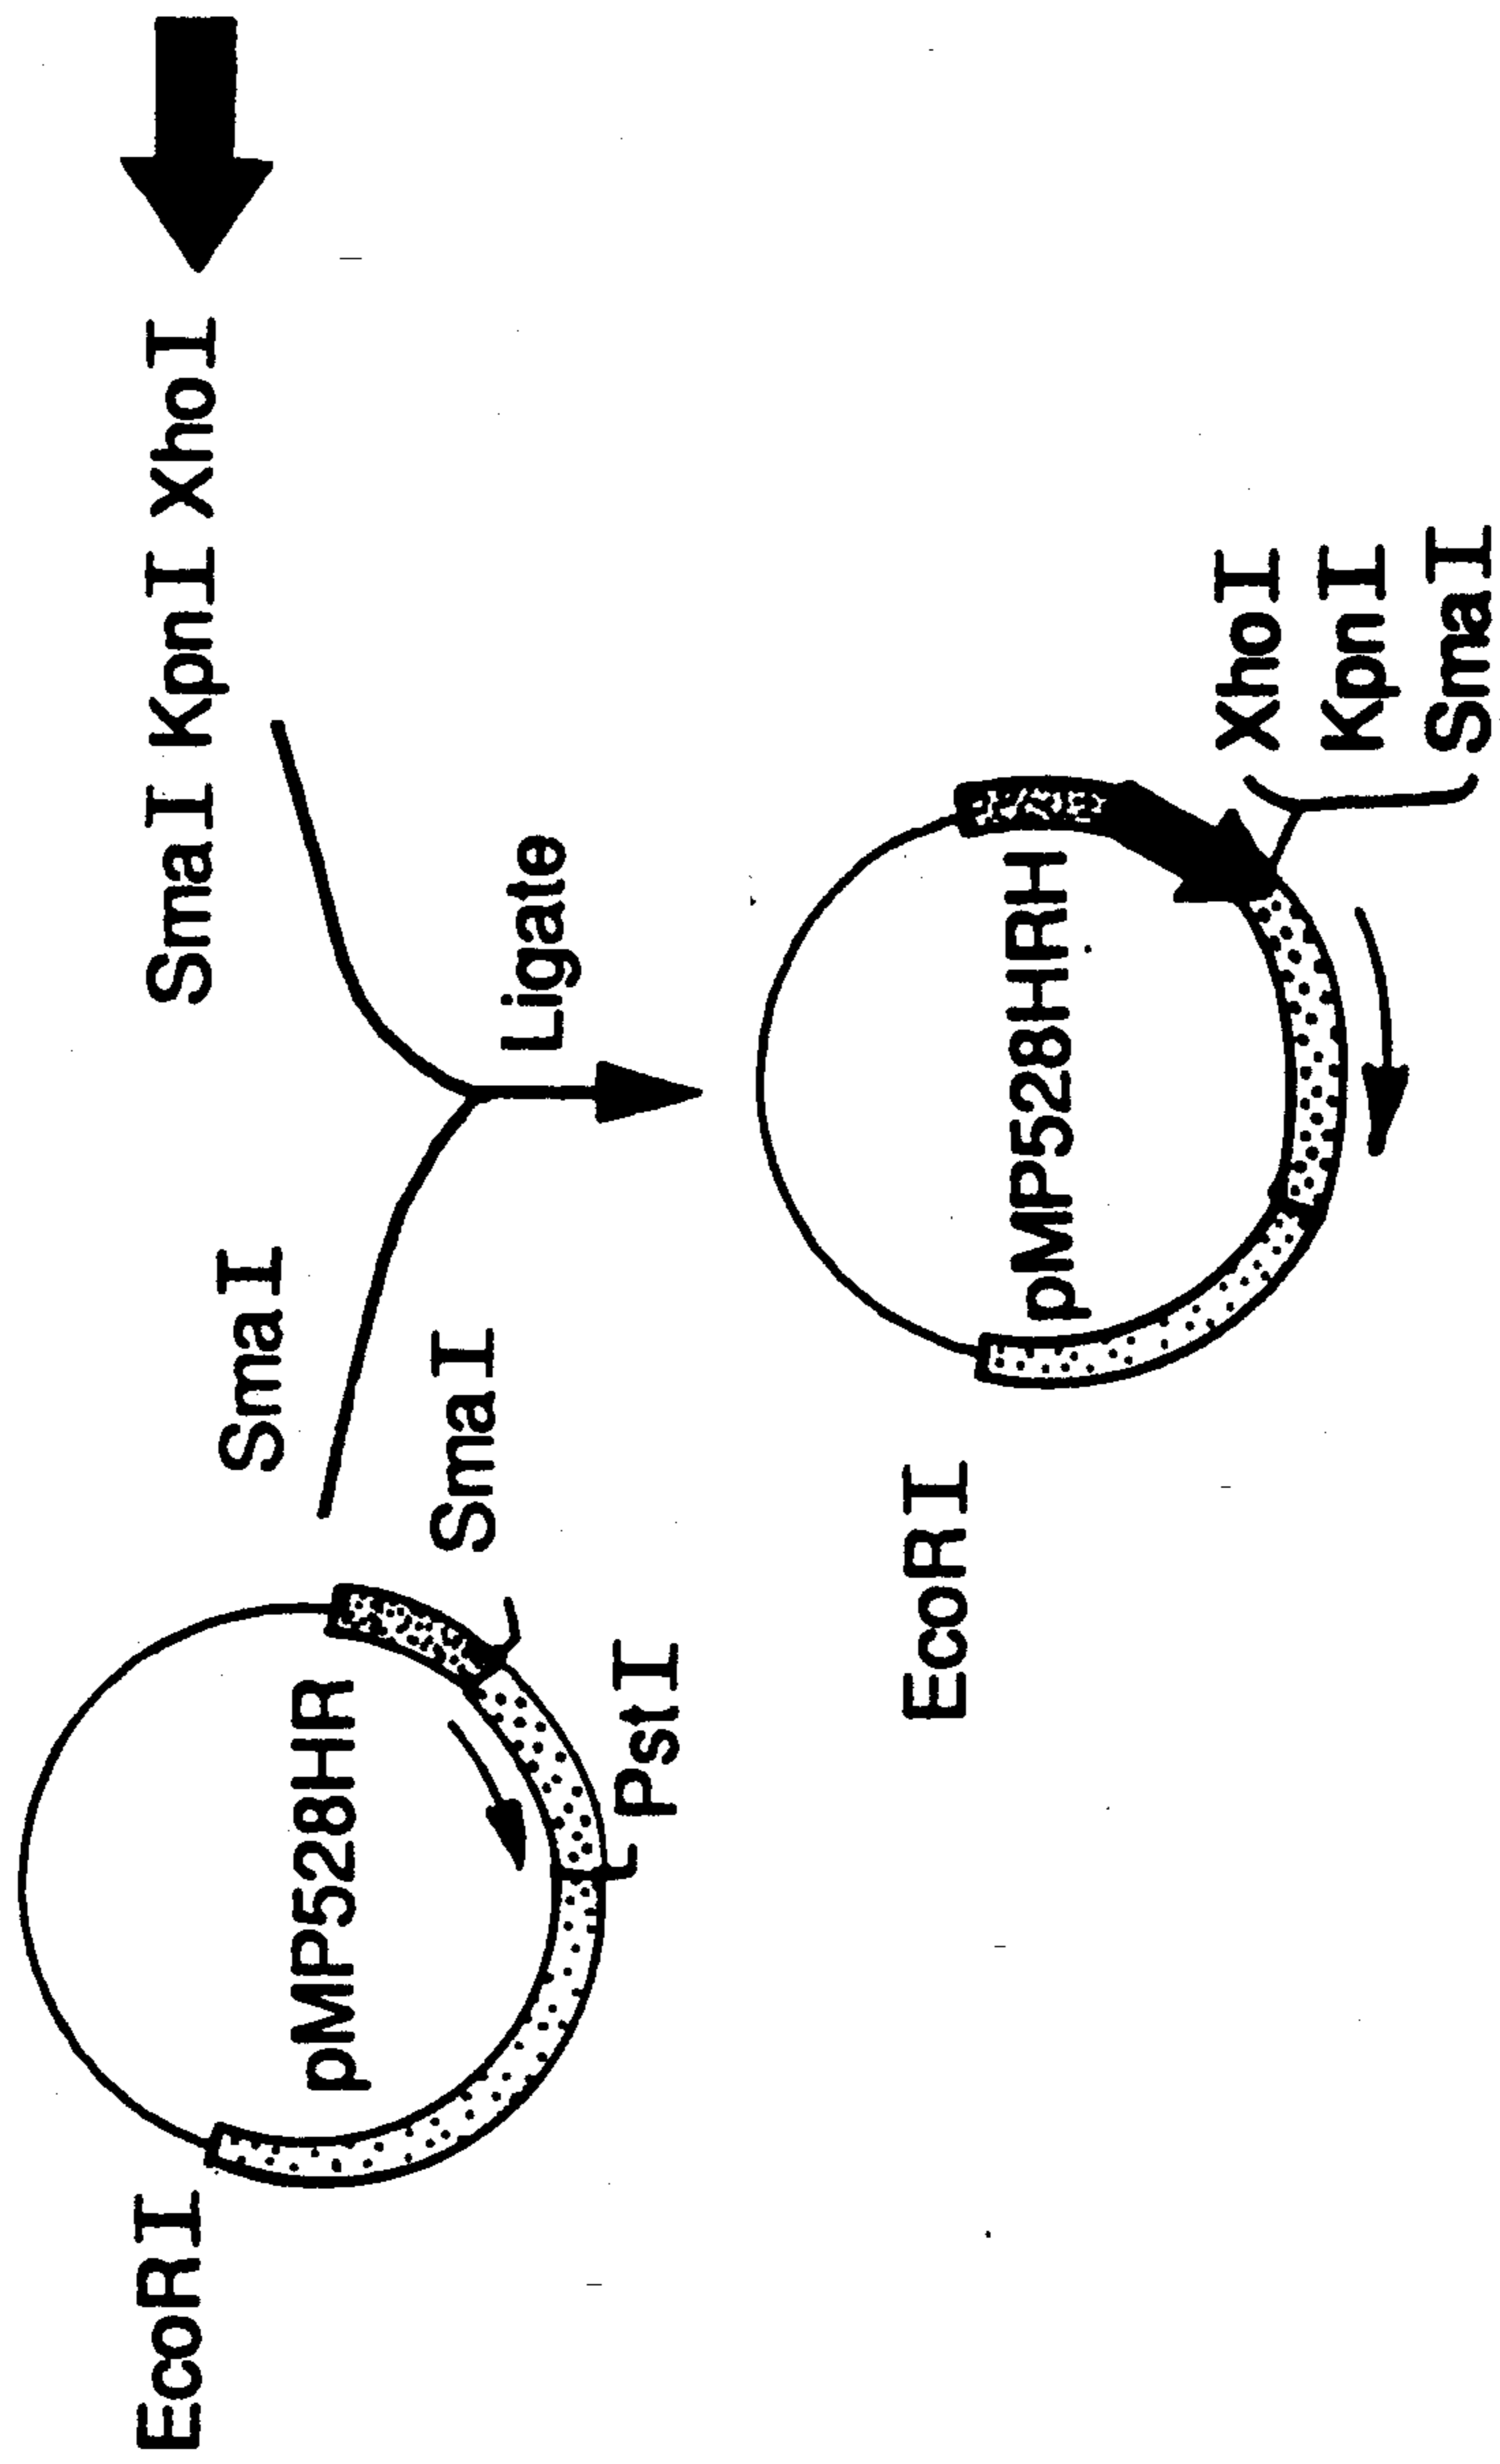 EcoRI
pMP528HR
SmaI
PstI
SmaI
SmaI KpnI XhoI
Ligate
EcoRI
pMP528HRH
XhoI
KpnI
SmaI